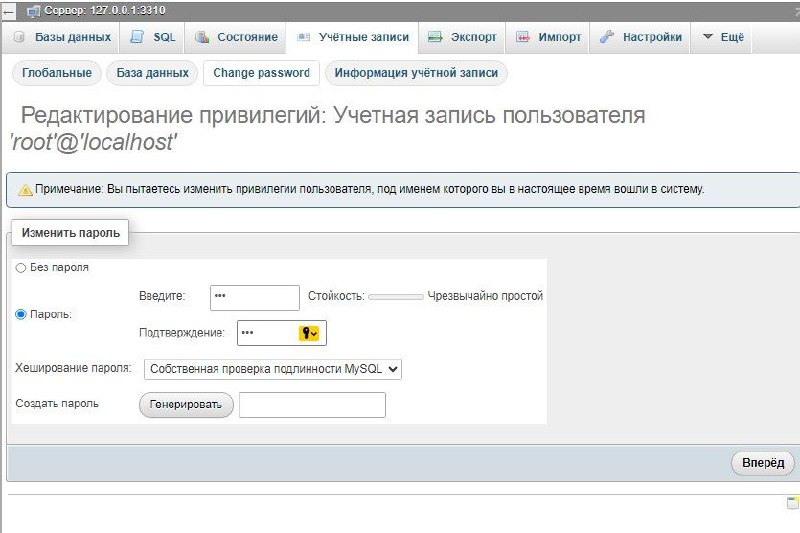 Сервер: 127.0.0.1:3310
Базы данных SQL Состояние Учётные записи Экспорт Импорт Настройки Ещё
Глобальные База данных Change password Информация учётной записи
Редактирование привилегий: Учетная запись пользователя
'root'@'localhost'
Примечание: Вы пытаетесь изменить привилегии пользователя, под именем которого вы в настоящее время вошли в систему.
Изменить пароль
Без пароля
Введите: ••• Стойкость: Чрезвычайно простой
Пароль:
Подтверждение: •••
Хеширование пароля: Собственная проверка подлинности MySQL
Создать пароль Генерировать
Вперёд